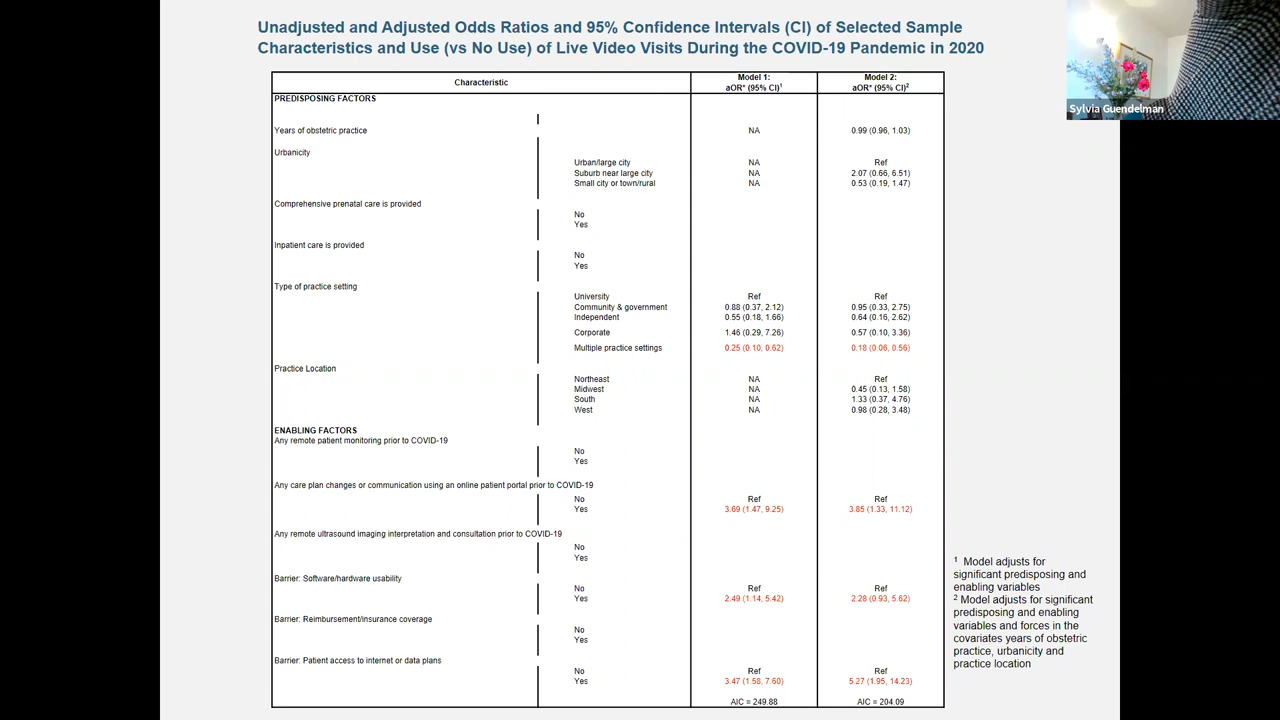 Unadjusted and Adjusted Odds Ratios and 95% Confidence Intervals (CI) of Selected Sample
Characteristics and Use (vs No Use) of Live Video Visits During the COVID-19 Pandemic in 2020
Sylvia Guendelman
Characteristic Model 1: aOR* (95% CI)1 Model 2: aOR* (95% CI)2
PREDISPOSING FACTORS
Years of obstetric practice NA 0.99 (0.96, 1.03)
Urbanicity
Urban/large city NA Ref
Suburb near large city NA 2.07 (0.66, 6.51)
Small city or town/rural NA 0.53 (0.19, 1.47)
Comprehensive prenatal care is provided
No
Yes
Inpatient care is provided
No
Yes
Type of practice setting
University Ref Ref
Community & government 0.88 (0.37, 2.12) 0.95 (0.33, 2.75)
Independent 0.55 (0.18, 1.66) 0.64 (0.16, 2.62)
Corporate 1.46 (0.29, 7.26) 0.57 (0.10, 3.36)
Multiple practice settings 0.25 (0.10, 0.62) 0.18 (0.06, 0.56)
Practice Location
Northeast NA Ref
Midwest NA 0.45 (0.13, 1.58)
South NA 1.33 (0.37, 4.76)
West NA 0.98 (0.28, 3.48)
ENABLING FACTORS
Any remote patient monitoring prior to COVID-19
No
Yes
Any care plan changes or communication using an online patient portal prior to COVID-19
No Ref Ref
Yes 3.69 (1.47, 9.25) 3.85 (1.33, 11.12)
Any remote ultrasound imaging interpretation and consultation prior to COVID-19
No
Yes
Barrier: Software/hardware usability
No Ref Ref
Yes 2.49 (1.14, 5.42) 2.28 (0.93, 5.62)
Barrier: Reimbursement/insurance coverage
No
Yes
Barrier: Patient access to internet or data plans
No Ref Ref
Yes 3.47 (1.58, 7.60) 5.27 (1.95, 14.23)
AIC = 249.88 AIC = 204.09
1 Model adjusts for
significant predisposing and
enabling variables
2 Model adjusts for significant
predisposing and enabling
variables and forces in the
covariates years of obstetric
practice, urbanicity and
practice location